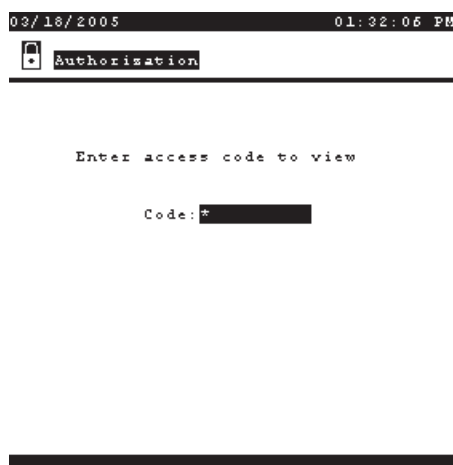 03/18/2005 01:32:06 PM
Authorization
Enter access code to view
Code:*